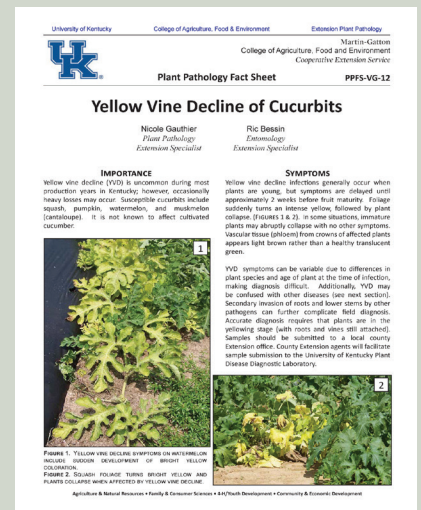 University of Kentucky College of Agriculture, Food & Environment Extension Plant Pathology
Martin-Gatton
College of Agriculture, Food and Environment
Cooperative Extension Service
UK
Plant Pathology Fact Sheet PPFS-VG-12
Yellow Vine Decline of Cucurbits
Nicole Gauthier
Plant Pathology
Extension Specialist
Ric Bessin
Entomology
Extension Specialist
IMPORTANCE
Yellow vine decline (YVD) is uncommon during most
production years in Kentucky; however, occasionally
heavy losses may occur. Susceptible cucurbits include
squash, pumpkin, watermelon, and muskmelon
(cantaloupe). It is not known to affect cultivated
cucumber.
1
FIGURE 1. YELLOW VINE DECLINE SYMPTOMS ON WATERMELON
INCLUDE SUDDEN DEVELOPMENT OF BRIGHT YELLOW
COLORATION.
FIGURE 2. SQUASH FOLIAGE TURNS BRIGHT YELLOW AND
PLANTS COLLAPSE WHEN AFFECTED BY YELLOW VINE DECLINE.
SYMPTOMS
Yellow vine decline infections generally occur when
plants are young, but symptoms are delayed until
approximately 2 weeks before fruit maturity. Foliage
suddenly turns an intense yellow, followed by plant
collapse. (FIGURES 1 & 2). In some situations, immature
plants may abruptly collapse with no other symptoms.
Vascular tissue (phloem) from crowns of affected plants
appears light brown rather than a healthy translucent
green.
YVD symptoms can be variable due to differences in
plant species and age of plant at the time of infection,
making diagnosis difficult. Additionally, YVD may
be confused with other diseases (see next section).
Secondary invasion of roots and lower stems by other
pathogens can further complicate field diagnosis.
Accurate diagnosis requires that plants are in the
yellowing stage (with roots and vines still attached).
Samples should be submitted to a local county
Extension office. County Extension agents will facilitate
sample submission to the University of Kentucky Plant
Disease Diagnostic Laboratory.
2
Agriculture & Natural Resources • Family & Consumer Sciences • 4-H/Youth Development • Community & Economic Development